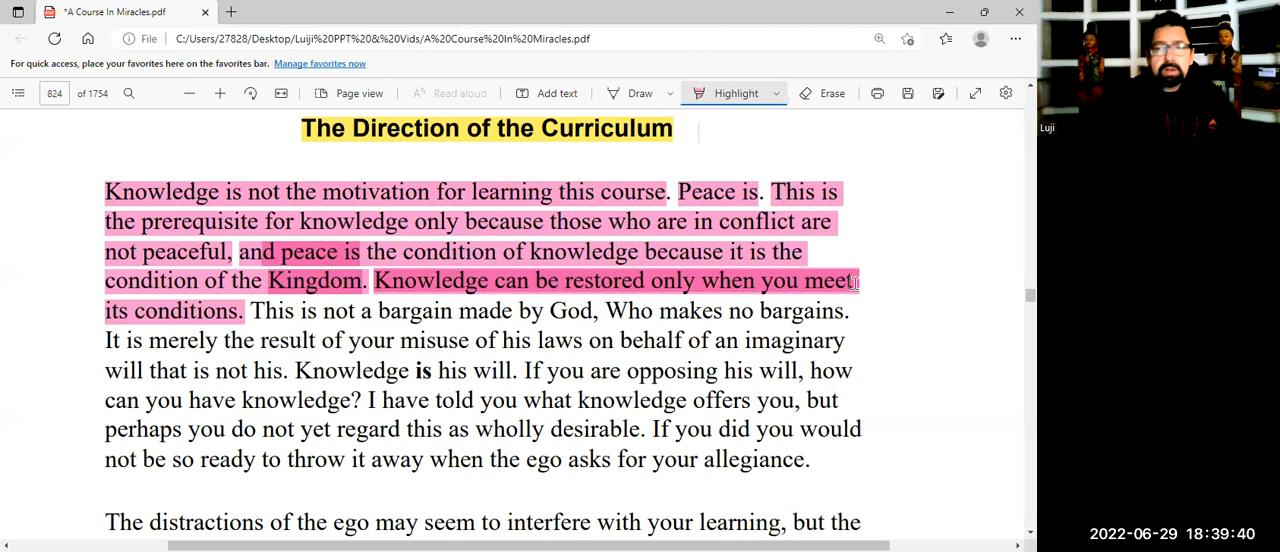 *A Course In Miracles.pdf
File C:/Users/27828/Desktop/Luiji%20PPT%20&%20Vids/A%20Course%20In%20Miracles.pdf
For quick access, place your favorites here on the favorites bar. Manage favorites now
824 of 1754 Page view Read aloud Add text Draw Highlight Erase
The Direction of the Curriculum
Knowledge is not the motivation for learning this course. Peace is. This is
the prerequisite for knowledge only because those who are in conflict are
not peaceful, and peace is the condition of knowledge because it is the
condition of the Kingdom. Knowledge can be restored only when you meet
its conditions. This is not a bargain made by God, Who makes no bargains.
It is merely the result of your misuse of his laws on behalf of an imaginary
will that is not his. Knowledge is his will. If you are opposing his will, how
can you have knowledge? I have told you what knowledge offers you, but
perhaps you do not yet regard this as wholly desirable. If you did you would
not be so ready to throw it away when the ego asks for your allegiance.
The distractions of the ego may seem to interfere with your learning, but the
Luji
2022-06-29 18:39:40